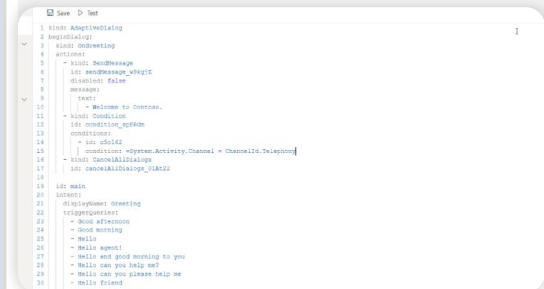 Save Test
1 kind: AdaptiveDialog
2 beginDialog:
3 kind: OnGreeting
4 actions:
5 - kind: SendMessage
6 id: sendMessage_w9kgjZ
7 disabled: false
8 message:
9 text:
10 - Welcome to Contoso.
11 - kind: Condition
12
13 conditions:
14 - id: c5o162
15 condition: =System.Activity.Channel = ChannelId.Telephony
16 - kind: CancelAllDialogs
17 id: cancelAllDialogs_01At22
18
19 id: main
20 intent:
21 displayName: Greeting
22 triggerQueries:
23 - Good afternoon
24 - Good morning
25 - Hello
26 - Hello agent!
27 - Hello and good morning to you
28 - Hello can you help me?
29 - Hello can you please help me
30 - Hello friend